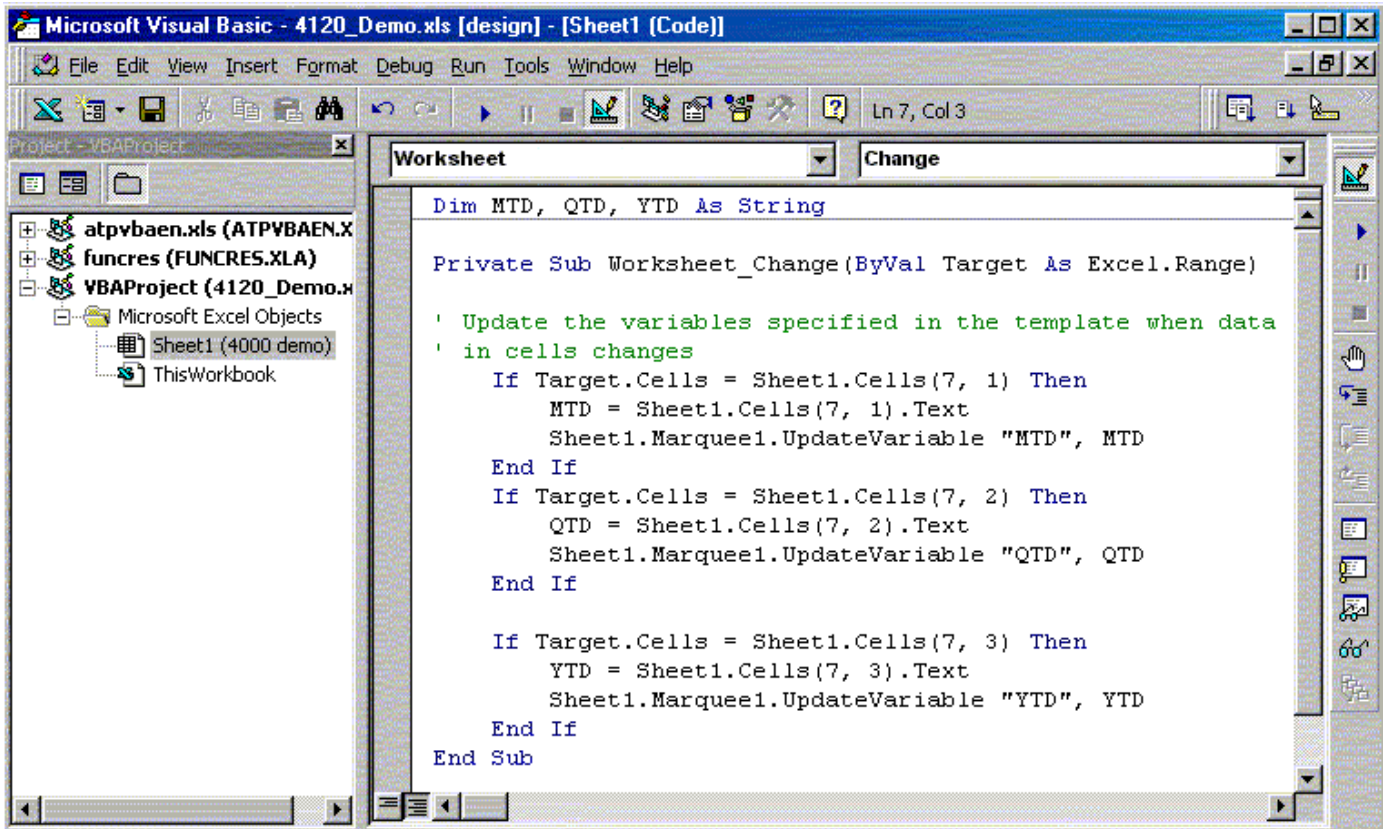 Microsoft Visual Basic - 4120_Demo.xls [design] - [Sheet1 (Code)]
File Edit View Insert Format Debug Run Tools Window Help
Ln 7, Col 3
Project - VBAProject
Worksheet
Change
atpvbaen.xls (ATPVBAEN.X
funcres (FUNCRES.XLA)
VBAProject (4120_Demo.x
Microsoft Excel Objects
Sheet1 (4000 demo)
ThisWorkbook
Dim MTD, QTD, YTD As String
Private Sub Worksheet_Change(ByVal Target As Excel.Range)
' Update the variables specified in the template when data
' in cells changes
If Target.Cells = Sheet1.Cells(7, 1) Then
MTD = Sheet1.Cells(7, 1).Text
Sheet1.Marquee1.UpdateVariable "MTD", MTD
End If
If Target.Cells = Sheet1.Cells(7, 2) Then
QTD = Sheet1.Cells(7, 2).Text
Sheet1.Marquee1.UpdateVariable "QTD", QTD
End If
If Target.Cells = Sheet1.Cells(7, 3) Then
YTD = Sheet1.Cells(7, 3).Text
Sheet1.Marquee1.UpdateVariable "YTD", YTD
End If
End Sub